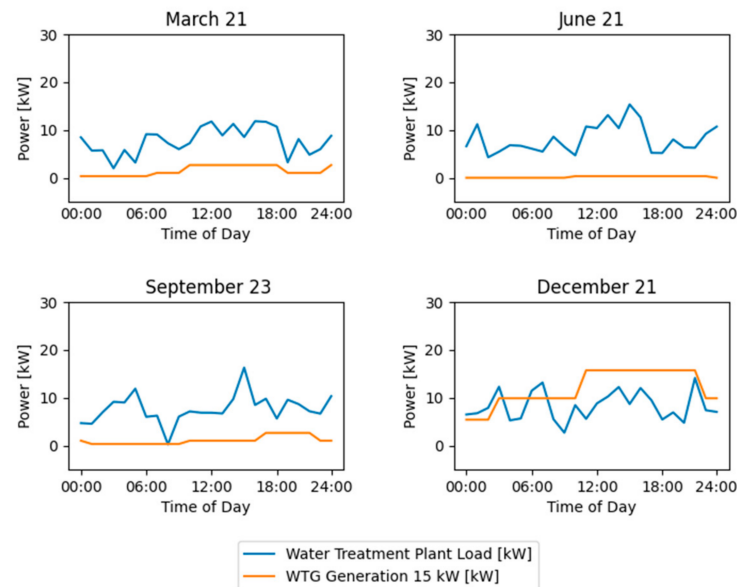 March 21
June 21
Power [kW]
30
20
10
0
00:00 06:00 12:00 18:00 24:00
Time of Day
Power [kW]
30
20
10
0
00:00 06:00 12:00 18:00 24:00
Time of Day
September 23
December 21
Power [kW]
30
20
10
0
00:00 06:00 12:00 18:00 24:00
Time of Day
Power [kW]
30
20
10
0
00:00 06:00 12:00 18:00 24:00
Time of Day
Water Treatment Plant Load [kW]
WTG Generation 15 kW [kW]